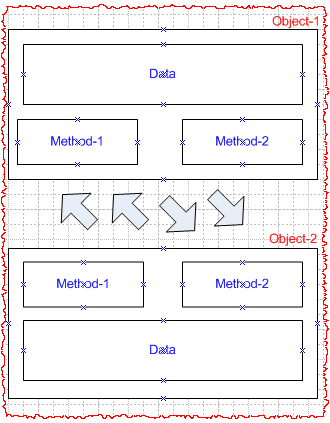 Object-1
Data
Method-1
Method-2
Object-2
Method-1
Method-2
Data